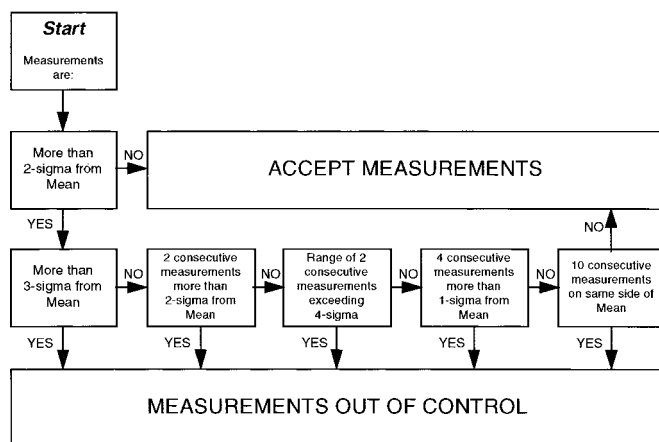 Start
Measurements
are:
More than
2-sigma from
Mean
NO
ACCEPT MEASUREMENTS
YES
NO
More than
3-sigma from
Mean
NO
2 consecutive
measurements
more than
2-sigma from
Mean
NO
Range of 2
consecutive
measurements
exceeding
4-sigma
NO
4 consecutive
measurements
more than
1-sigma from
Mean
NO
10 consecutive
measurements
on same side of
Mean
YES
YES
YES
YES
YES
MEASUREMENTS OUT OF CONTROL